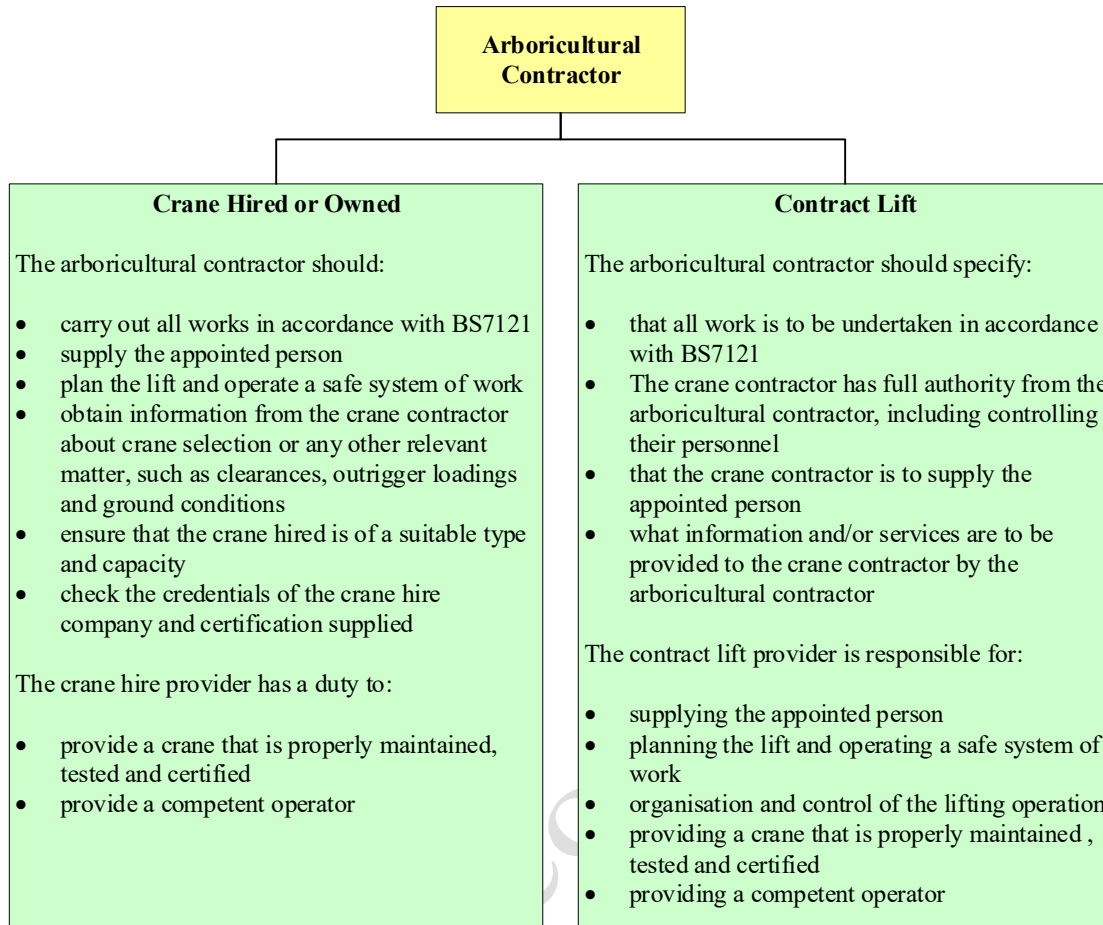 Arboricultural
Contractor
Crane Hired or Owned
The arboricultural contractor should:
• carry out all works in accordance with BS7121
• supply the appointed person
• plan the lift and operate a safe system of work
• obtain information from the crane contractor
about crane selection or any other relevant
matter, such as clearances, outrigger loadings
and ground conditions
• ensure that the crane hired is of a suitable type
and capacity
• check the credentials of the crane hire
company and certification supplied
The crane hire provider has a duty to:
• provide a crane that is properly maintained,
tested and certified
• provide a competent operator
Contract Lift
The arboricultural contractor should specify:
• that all work is to be undertaken in accordance
with BS7121
• The crane contractor has full authority from the
arboricultural contractor, including controlling
their personnel
• that the crane contractor is to supply the
appointed person
• what information and/or services are to be
provided to the crane contractor by the
arboricultural contractor
The contract lift provider is responsible for:
• supplying the appointed person
• planning the lift and operating a safe system of
work
• organisation and control of the lifting operation
• providing a crane that is properly maintained ,
tested and certified
• providing a competent operator